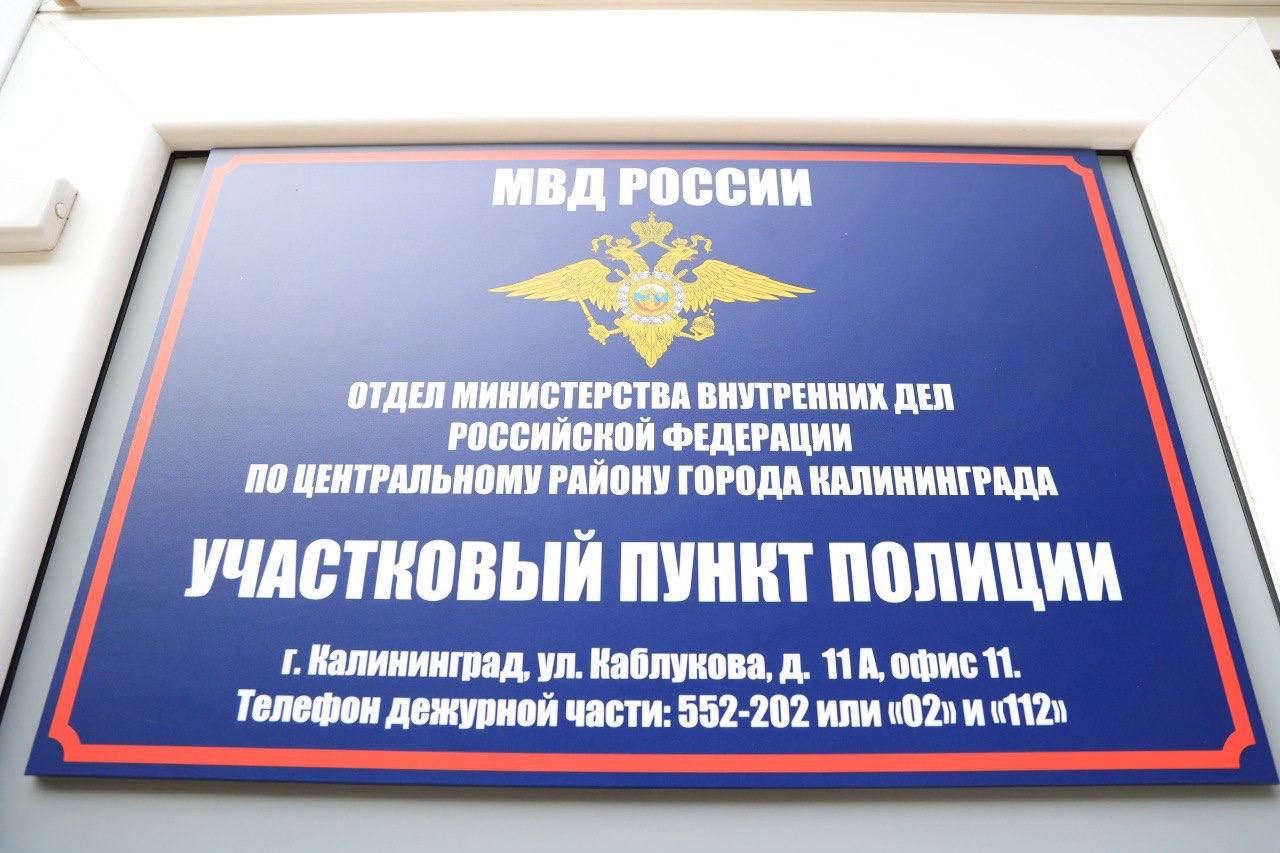 МВД РОССИИ
ОТДЕЛ МИНИСТЕРСТВА ВНУТРЕННИХ ДЕЛ
РОССИЙСКОЙ ФЕДЕРАЦИИ
ПО ЦЕНТРАЛЬНОМУ РАЙОНУ ГОРОДА КАЛИНИНГРАДА
УЧАСТКОВЫЙ ПУНКТ ПОЛИЦИИ
г. Калининград, ул. Каблукова, д. 11 А, офис 11.
Телефон дежурной части: 552-202 или «02» и «112»